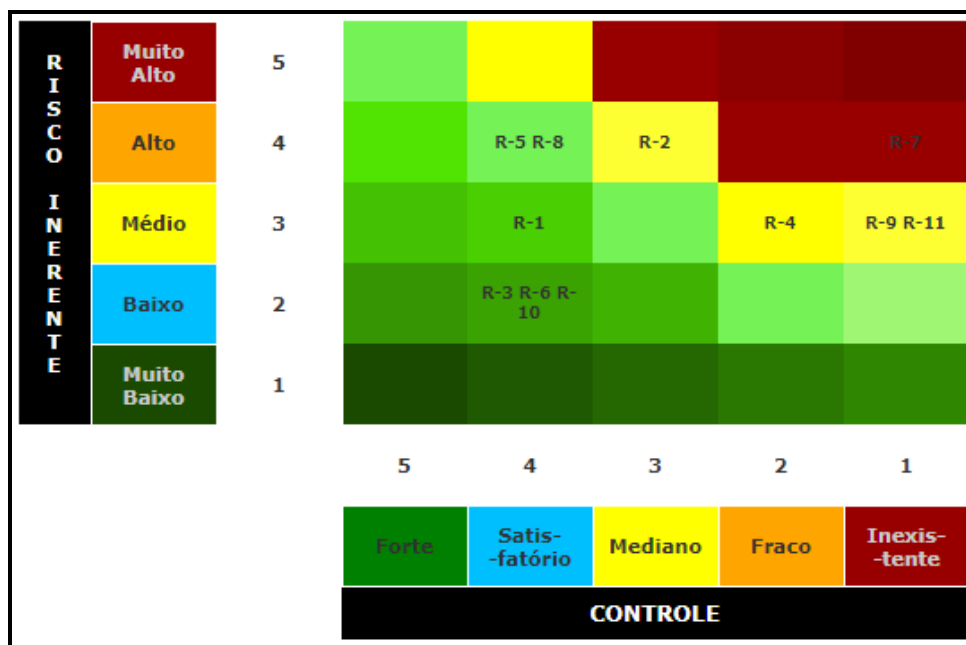 RISCO INERENTE
Muito
Alto
5
Alto
4
R-5 R-8
R-2
R-7
Médio
3
R-1
R-4
R-9 R-11
Baixo
2
R-3 R-6 R-
10
Muito
Baixo
1
5 4 3 2 1
Forte
Satis-
-fatório
Mediano
Fraco
Inexis-
-tente
CONTROLE